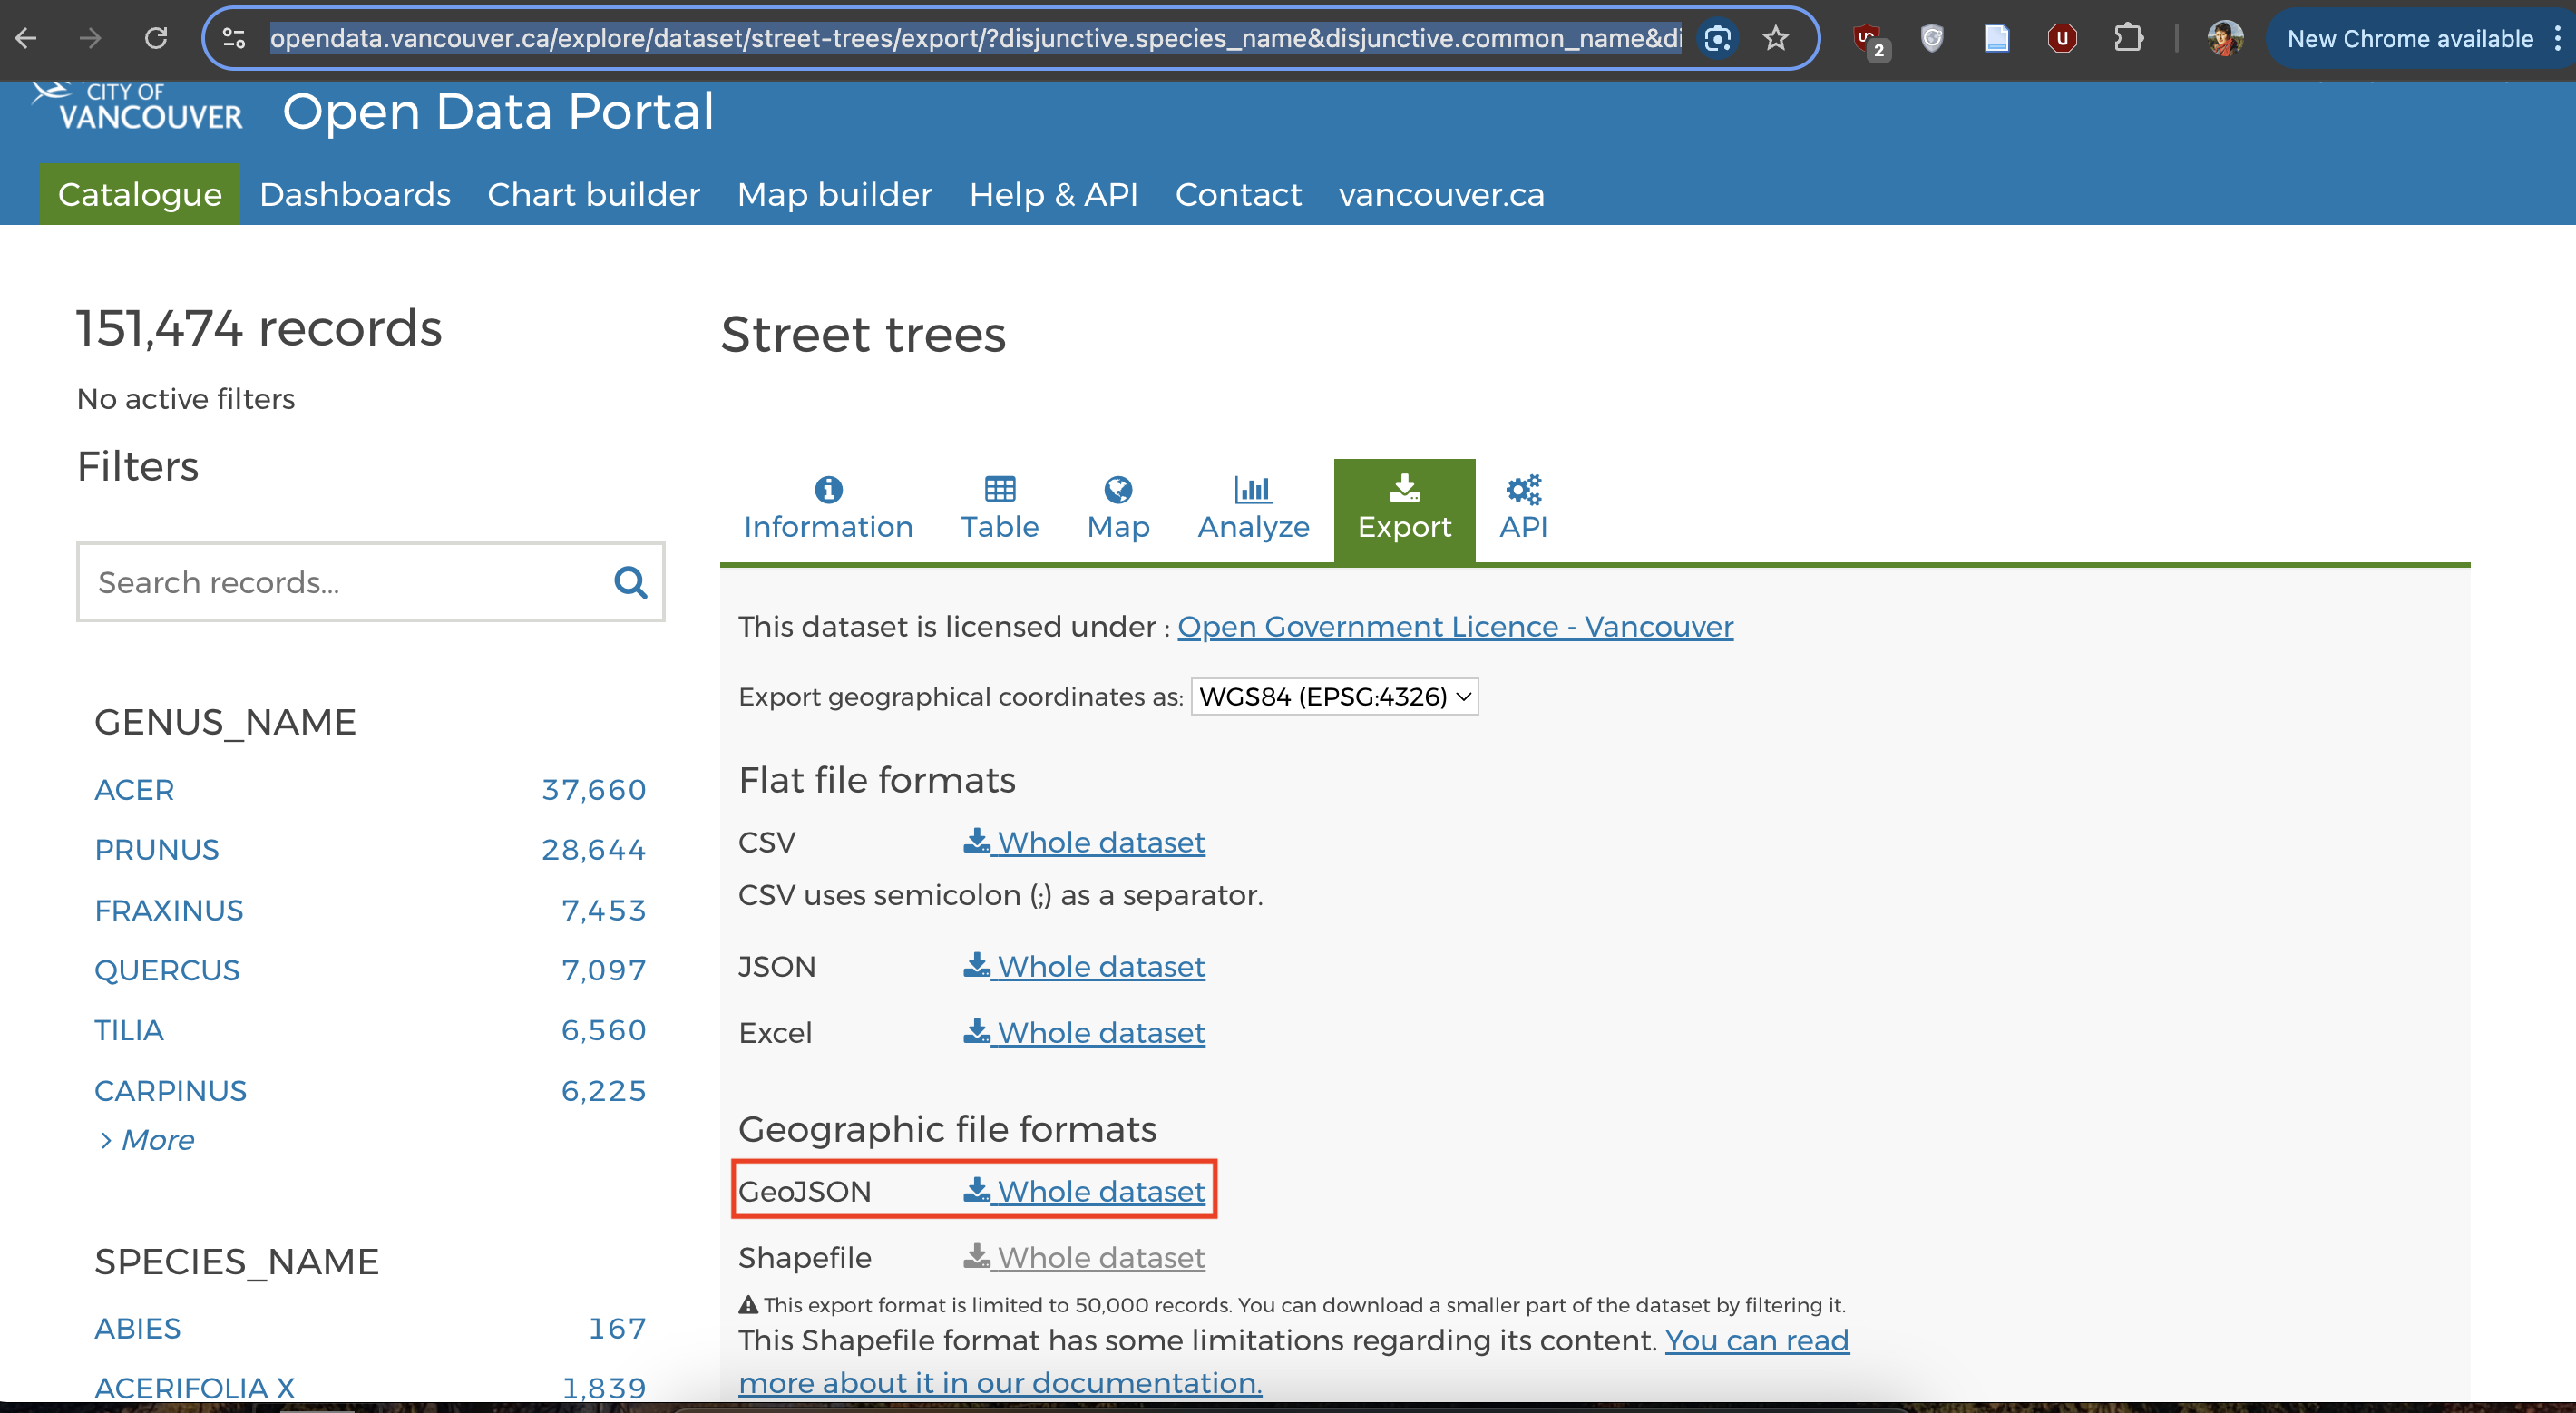 opendata.vancouver.ca/explore/dataset/street-trees/export/?disjunctive.species_name&disjunctive.common_name&di
2
U
New Chrome available
CITY OF
VANCOUVER
Open Data Portal
Catalogue Dashboards Chart builder Map builder Help & API Contact vancouver.ca
151,474 records
No active filters
Filters
Search records...
GENUS_NAME
ACER 37,660
PRUNUS 28,644
FRAXINUS 7,453
QUERCUS 7,097
TILIA 6,560
CARPINUS 6,225
> More
SPECIES_NAME
ABIES 167
ACERIFOLIA X 1,839
Street trees
Information Table Map Analyze Export API
This dataset is licensed under : Open Government Licence - Vancouver
Export geographical coordinates as: WGS84 (EPSG:4326)
Flat file formats
CSV Whole dataset
CSV uses semicolon (;) as a separator.
JSON Whole dataset
Excel Whole dataset
Geographic file formats
GeoJSON Whole dataset
Shapefile Whole dataset
This export format is limited to 50,000 records. You can download a smaller part of the dataset by filtering it.
This Shapefile format has some limitations regarding its content. You can read
more about it in our documentation.